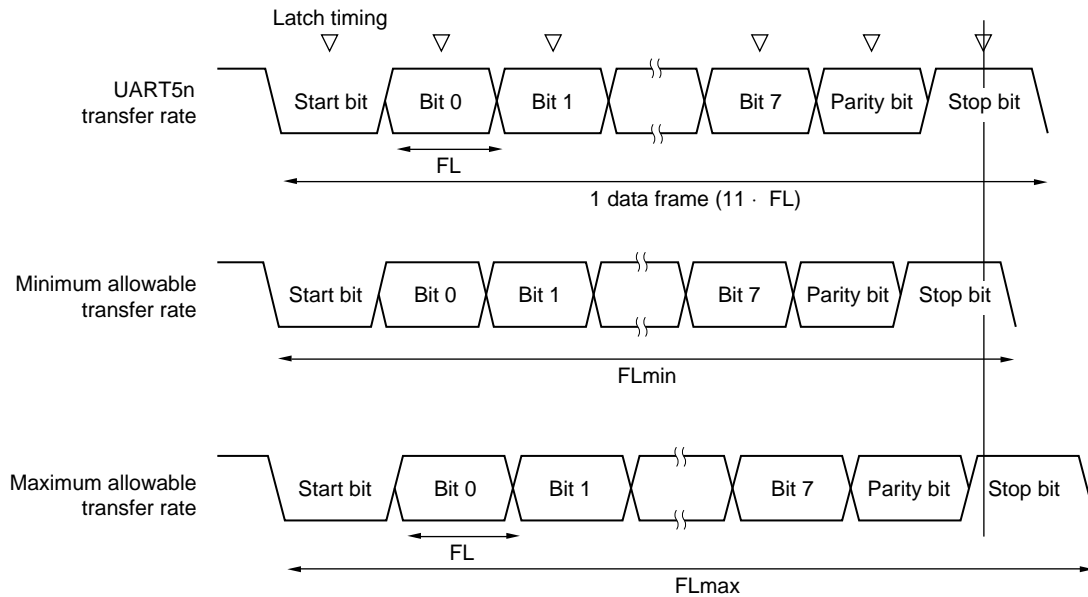 Latch timing
UART5n
transfer rate
Start bit
Bit 0
Bit 1
Bit 7
Parity bit
Stop bit
FL
1 data frame (11 · FL)
Minimum allowable
transfer rate
Start bit
Bit 0
Bit 1
Bit 7
Parity bit
Stop bit
FLmin
Maximum allowable
transfer rate
Start bit
Bit 0
Bit 1
Bit 7
Parity bit
Stop bit
FL
FLmax